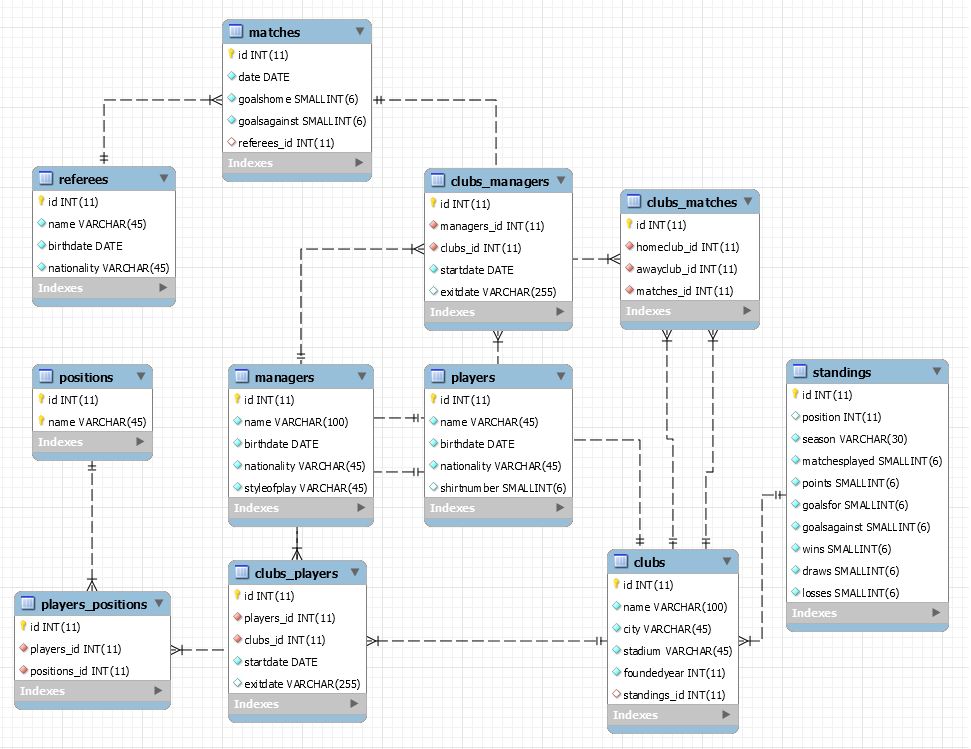 matches
id INT(11)
date DATE
goalshome SMALLINT(6)
goalsagainst SMALLINT(6)
referees_id INT(11)
Indexes
referees
id INT(11)
name VARCHAR(45)
birthdate DATE
nationality VARCHAR(45)
Indexes
clubs_managers
id INT(11)
managers_id INT(11)
clubs_id INT(11)
startdate DATE
exitdate VARCHAR(255)
Indexes
clubs_matches
id INT(11)
homeclub_id INT(11)
awayclub_id INT(11)
matches_id INT(11)
Indexes
positions
id INT(11)
name VARCHAR(45)
Indexes
managers
id INT(11)
name VARCHAR(100)
birthdate DATE
nationality VARCHAR(45)
styleofplay VARCHAR(45)
Indexes
players
id INT(11)
name VARCHAR(45)
birthdate DATE
nationality VARCHAR(45)
shirtnumber SMALLINT(6)
Indexes
standings
id INT(11)
position INT(11)
season VARCHAR(30)
matchesplayed SMALLINT(6)
points SMALLINT(6)
goalsfor SMALLINT(6)
goalsagainst SMALLINT(6)
wins SMALLINT(6)
draws SMALLINT(6)
losses SMALLINT(6)
Indexes
players_positions
id INT(11)
players_id INT(11)
positions_id INT(11)
Indexes
clubs_players
id INT(11)
players_id INT(11)
clubs_id INT(11)
startdate DATE
exitdate VARCHAR(255)
Indexes
clubs
id INT(11)
name VARCHAR(100)
city VARCHAR(45)
stadium VARCHAR(45)
foundedyear INT(11)
standings_id INT(11)
Indexes